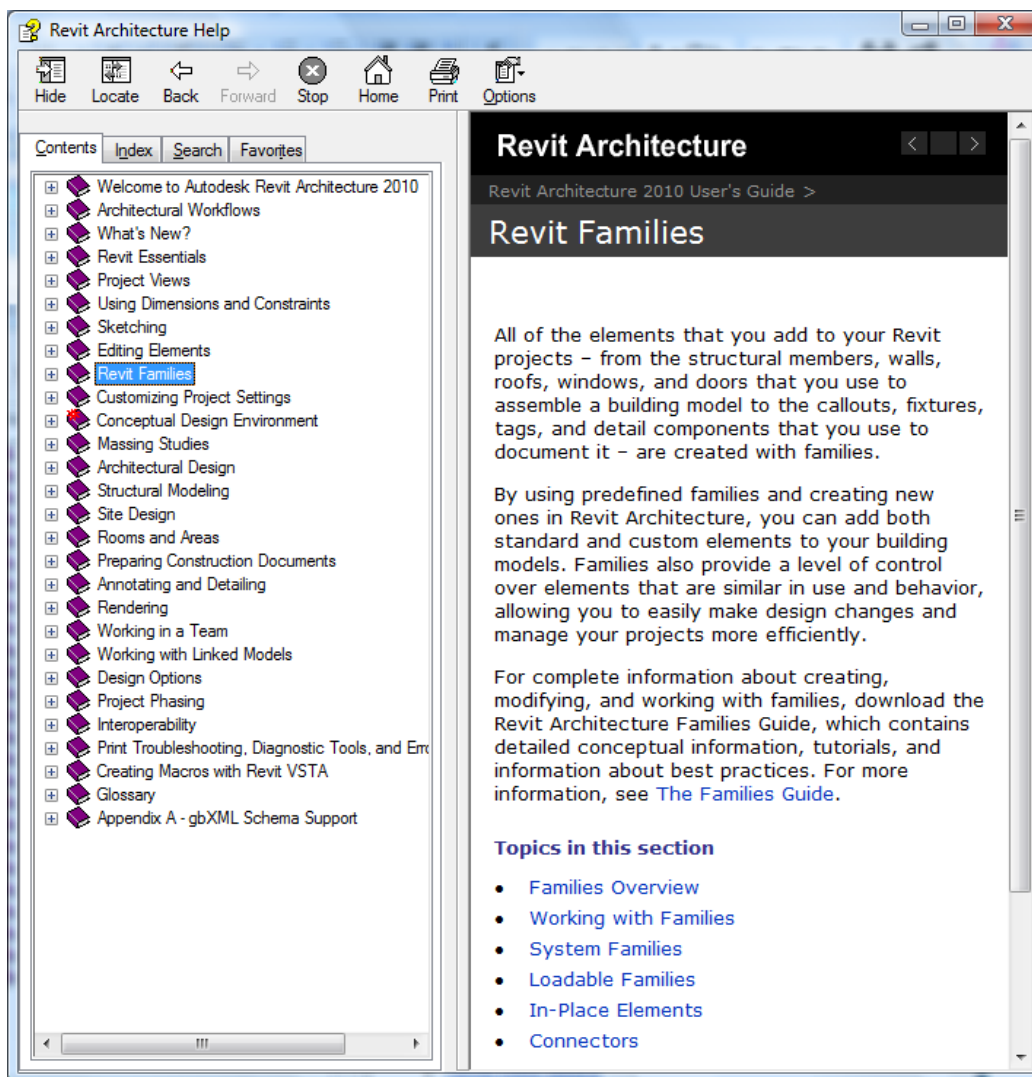 Revit Architecture Help
Hide Locate Back Forward Stop Home Print Options
Contents Index Search Favorites
Welcome to Autodesk Revit Architecture 2010
Architectural Workflows
What's New?
Revit Essentials
Project Views
Using Dimensions and Constraints
Sketching
Editing Elements
Revit Families
Customizing Project Settings
Conceptual Design Environment
Massing Studies
Architectural Design
Structural Modeling
Site Design
Rooms and Areas
Preparing Construction Documents
Annotating and Detailing
Rendering
Working in a Team
Working with Linked Models
Design Options
Project Phasing
Interoperability
Print Troubleshooting, Diagnostic Tools, and
Creating Macros with Revit VSTA
Glossary
Appendix A - gbXML Schema Support
Revit Architecture
Revit Architecture 2010 User's Guide >
Revit Families
All of the elements that you add to your Revit
projects – from the structural members, walls,
roofs, windows, and doors that you use to
assemble a building model to the callouts, fixtures,
tags, and detail components that you use to
document it – are created with families.
By using predefined families and creating new
ones in Revit Architecture, you can add both
standard and custom elements to your building
models. Families also provide a level of control
over elements that are similar in use and behavior,
allowing you to easily make design changes and
manage your projects more efficiently.
For complete information about creating,
modifying, and working with families, download the
Revit Architecture Families Guide, which contains
detailed conceptual information, tutorials, and
information about best practices. For more
information, see The Families Guide.
Topics in this section
• Families Overview
• Working with Families
• System Families
• Loadable Families
• In-Place Elements
• Connectors